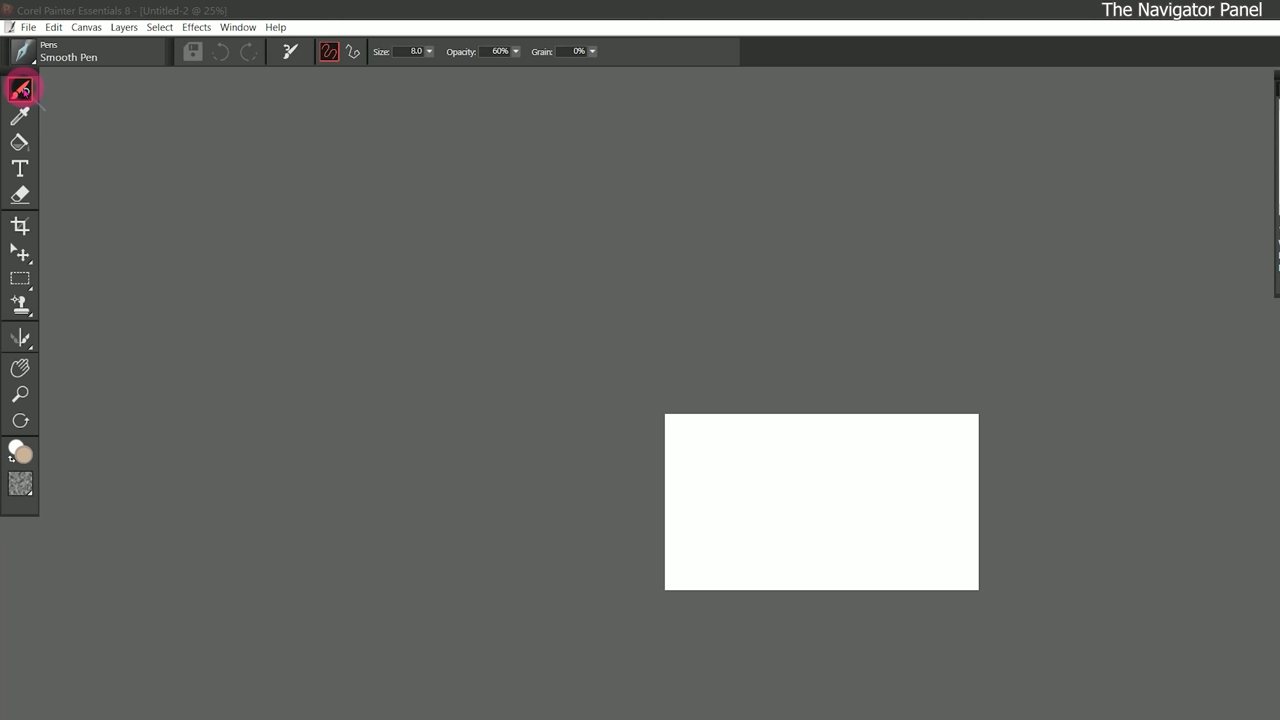 The Navigator Panel
Corel Painter Essentials 8 - [Untitled-2 @ 25%]
File Edit Canvas Layers Select Effects Window Help
Pens
Smooth Pen
Size: 8.0 Opacity: 60% Grain: 0%